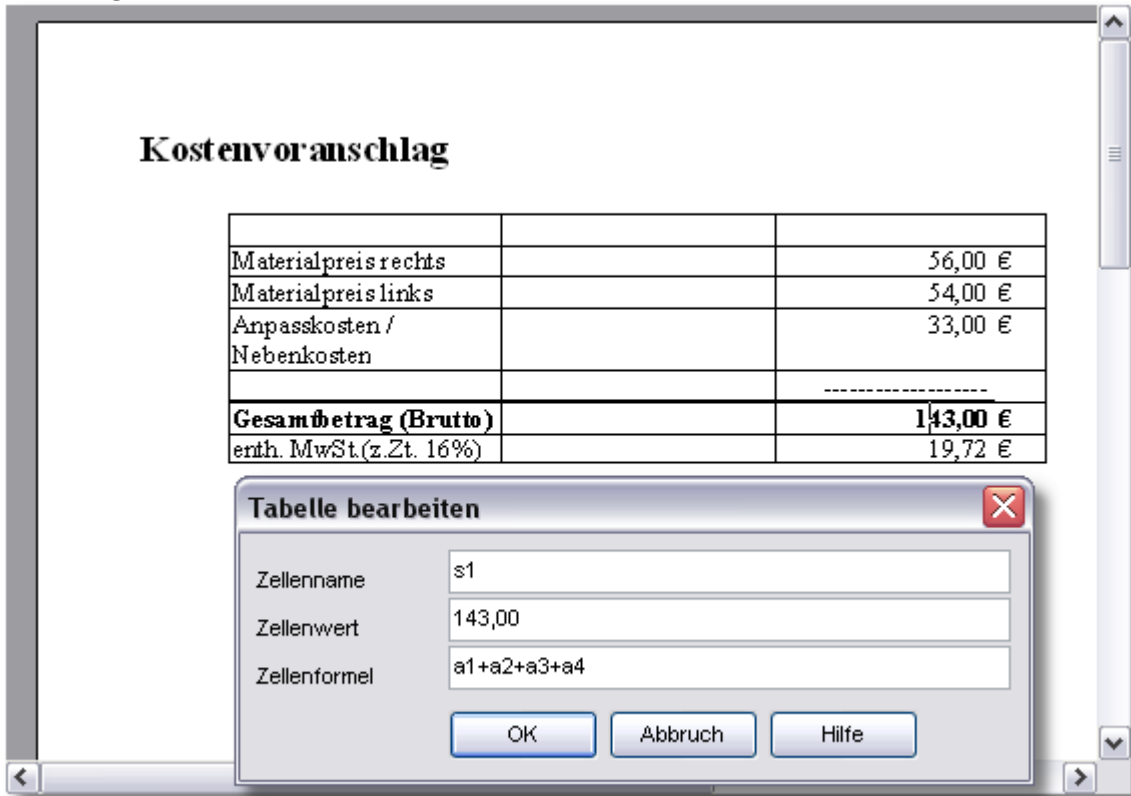 Kostenvoranschlag
Materialpreis rechts 56,00 €
Materialpreis links 54,00 €
Anpasskosten / 33,00 €
Nebenkosten
-------------------
Gesamtbetrag (Brutto) 143,00 €
enth. MwSt.(z.Zt. 16%) 19,72 €
Tabelle bearbeiten
Zellenname s1
Zellenwert 143,00
Zellenformel a1+a2+a3+a4
OK Abbruch Hilfe